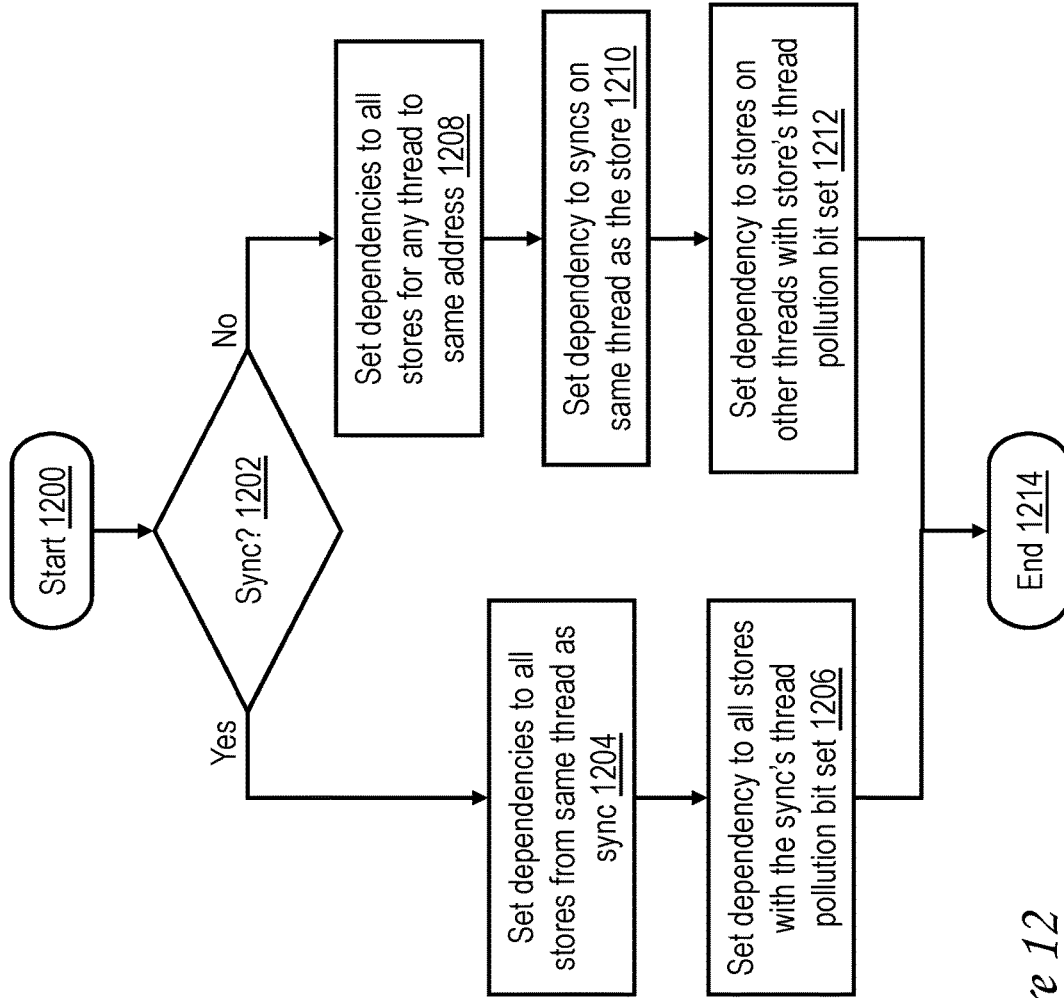 Start 1200
Sync? 1202
Yes
No
Set dependencies to all
stores from same thread as
sync 1204
Set dependency to all stores
with the sync's thread
pollution bit set 1206
Set dependencies to all
stores for any thread to
same address 1208
Set dependency to syncs on
same thread as the store 1210
Set dependency to stores on
other threads with store's thread
pollution bit set 1212
End 1214
re 12